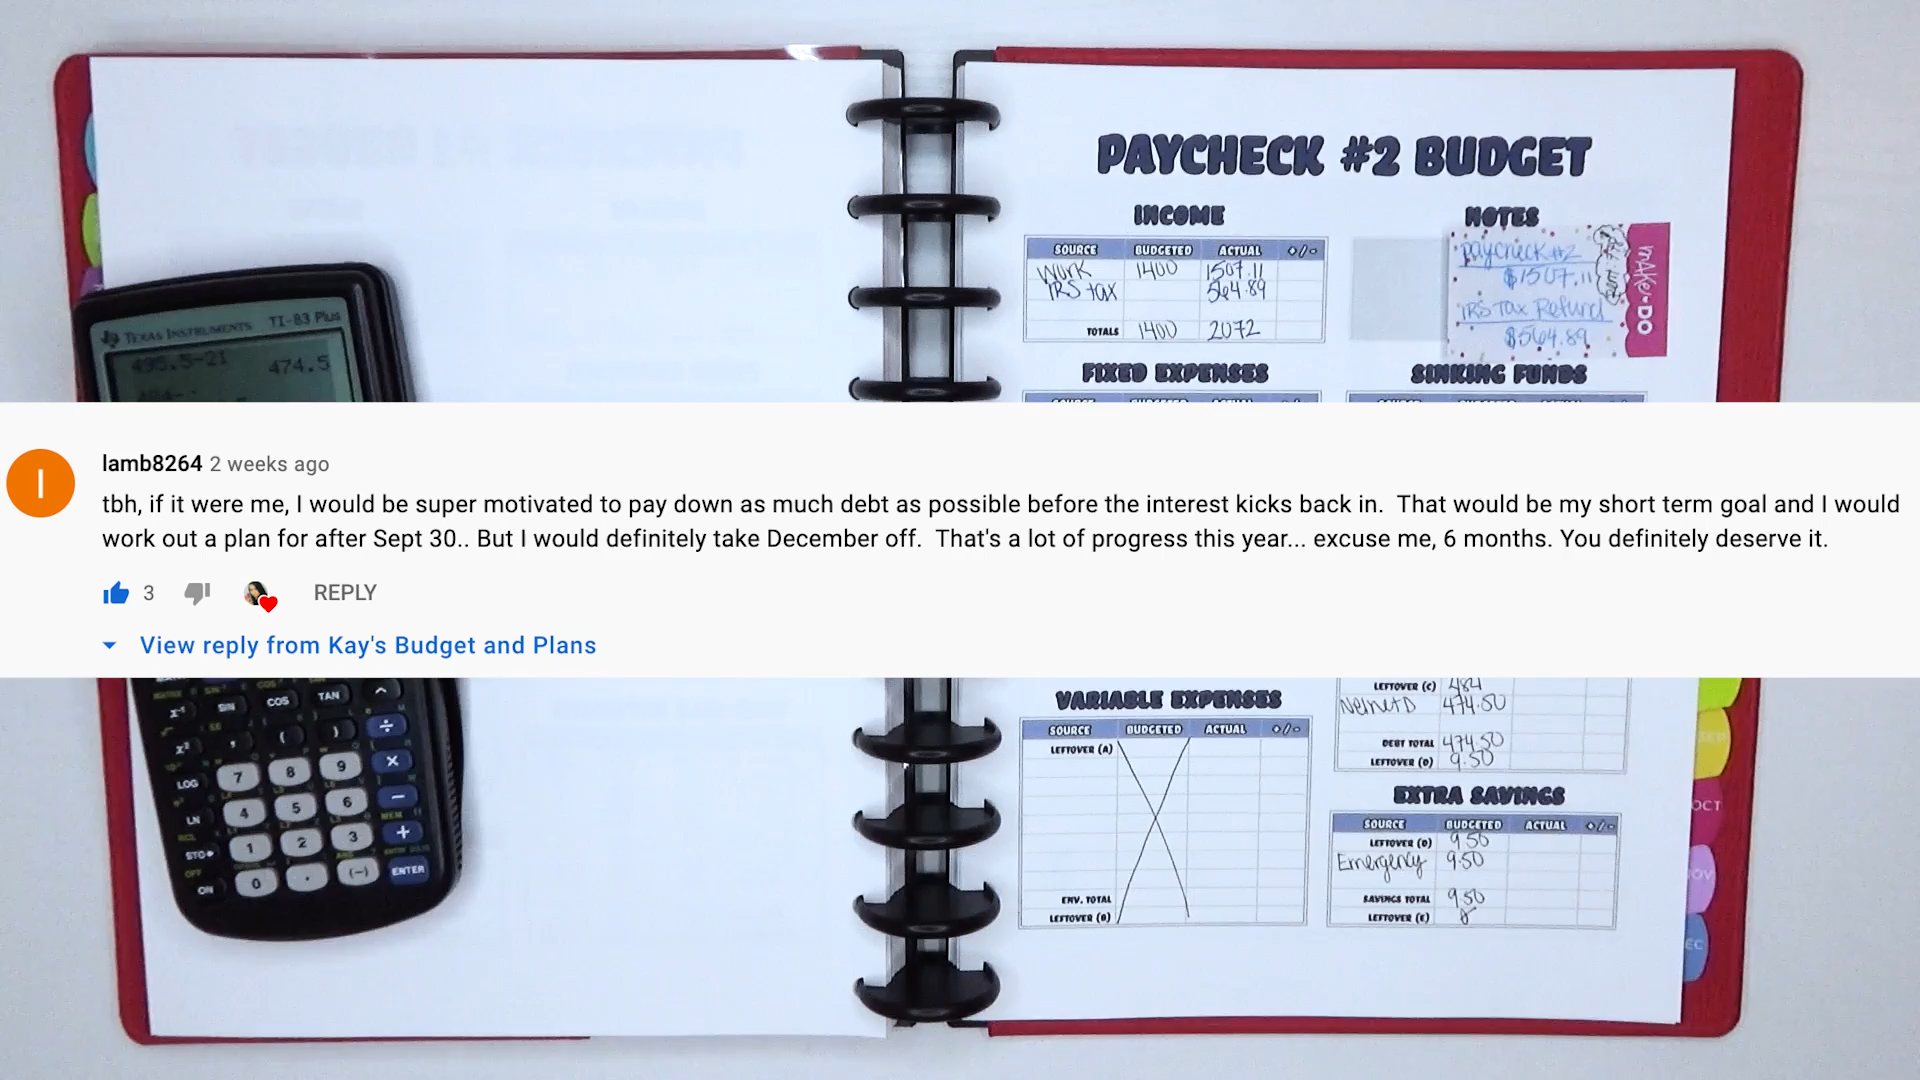 PAYCHECK #2 BUDGET
INCOME
SOURCE BUDGETED ACTUAL +/-
Work 1400 1507.11
IRS tax 564.89
TOTALS 1400 2072
NOTES
paycheck #2
$1507.11
IRS Tax Refund
$564.89
MAKE-DO
FIXED EXPENSES
SINKING FUNDS
TEXAS INSTRUMENTS TI-83 Plus
495.5-21
474.5
lamb8264 2 weeks ago
tbh, if it were me, I would be super motivated to pay down as much debt as possible before the interest kicks back in. That would be my short term goal and I would
work out a plan for after Sept 30.. But I would definitely take December off. That's a lot of progress this year... excuse me, 6 months. You definitely deserve it.
3 REPLY
View reply from Kay's Budget and Plans
LEFTOVER (C) 484
Nelnet D 474.50
DEBT TOTAL 474.50
LEFTOVER (D) 9.50
VARIABLE EXPENSES
SOURCE BUDGETED ACTUAL +/-
LEFTOVER (A)
ENV. TOTAL
LEFTOVER (B)
EXTRA SAVINGS
SOURCE BUDGETED ACTUAL +/-
LEFTOVER (D) 9.50
Emergency 9.50
SAVINGS TOTAL 9.50
LEFTOVER (E)
OCT
SIN COS TAN ^
x² , ( ) ÷
LOG 7 8 9 ×
LN 4 5 6 −
STO 1 2 3 +
ON 0 . (−) ENTER